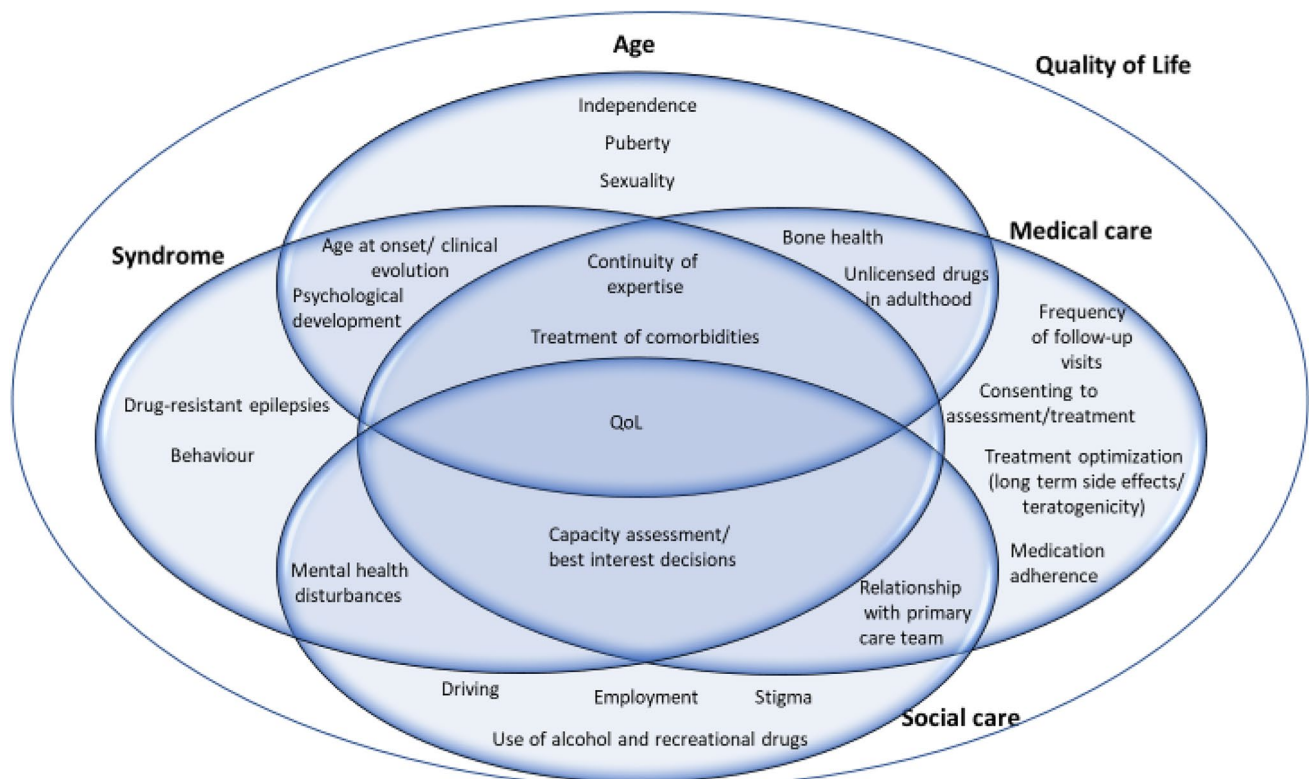 Age
Quality of Life
Independence
Puberty
Sexuality
Syndrome
Medical care
Age at onset/ clinical
evolution
Psychological
development
Continuity of
expertise
Treatment of comorbidities
Bone health
Unlicensed drugs
in adulthood
Frequency
of follow-up
visits
Consenting to
assessment/treatment
Treatment optimization
(long term side effects/
teratogenicity)
Medication
adherence
Drug-resistant epilepsies
Behaviour
QoL
Capacity assessment/
best interest decisions
Mental health
disturbances
Relationship
with primary
care team
Driving
Employment
Stigma
Social care
Use of alcohol and recreational drugs